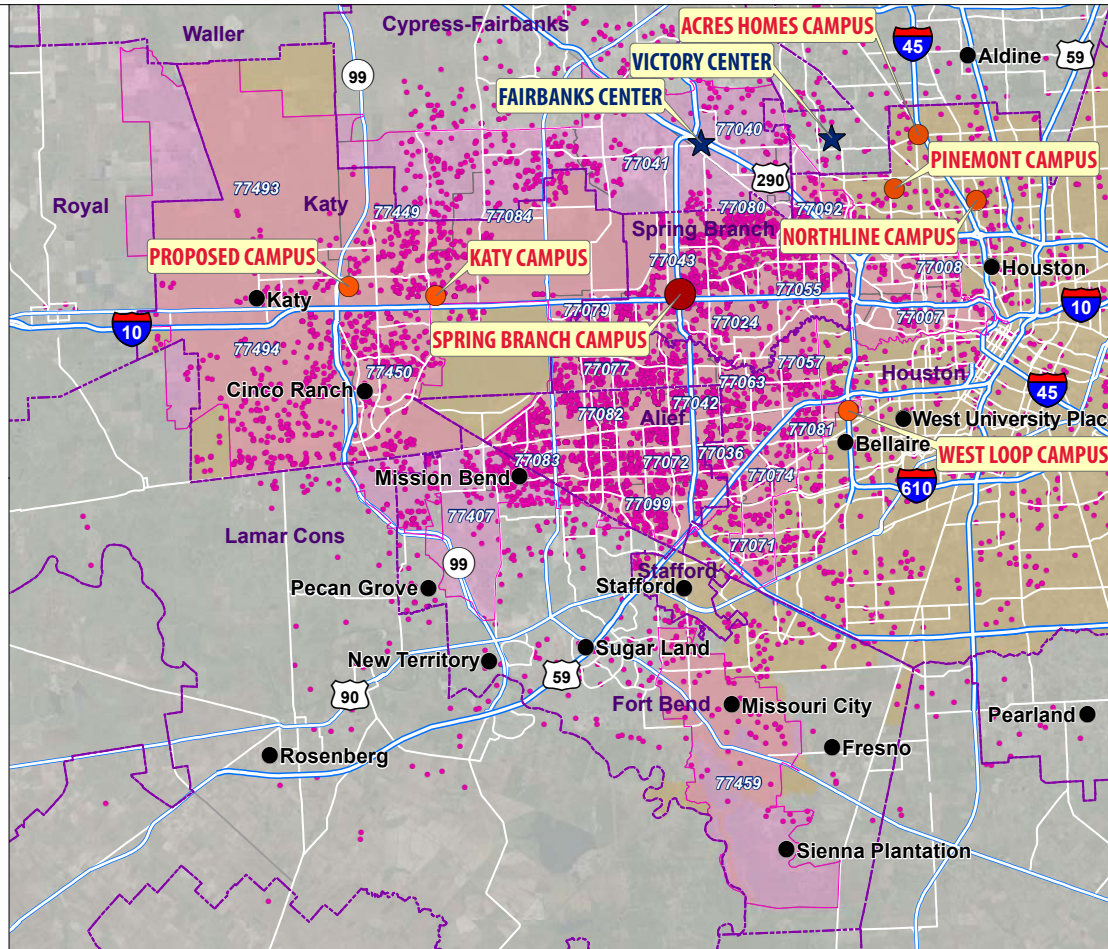 Cypress-Fairbanks
ACRES HOMES CAMPUS
Waller
45
Aldine
59
VICTORY CENTER
99
FAIRBANKS CENTER
77040
77041
PINEMONT CAMPUS
290
77493
Royal
Katy
77449
77084
77080
77092
Spring Branch
NORTHLINE CAMPUS
PROPOSED CAMPUS
KATY CAMPUS
77043
77008
Houston
Katy
77055
10
10
77079
77007
SPRING BRANCH CAMPUS
77024
77494
77450
77077
77057
Houston
Cinco Ranch
77063
45
77082
77042
Alief
West University Plac
77081
Bellaire
WEST LOOP CAMPUS
77036
77083
77072
77074
Mission Bend
610
77099
77407
Lamar Cons
77071
99
Stafford
Pecan Grove
Stafford
Sugar Land
New Territory
59
90
Fort Bend
Missouri City
Pearland
Rosenberg
Fresno
77459
Sienna Plantation